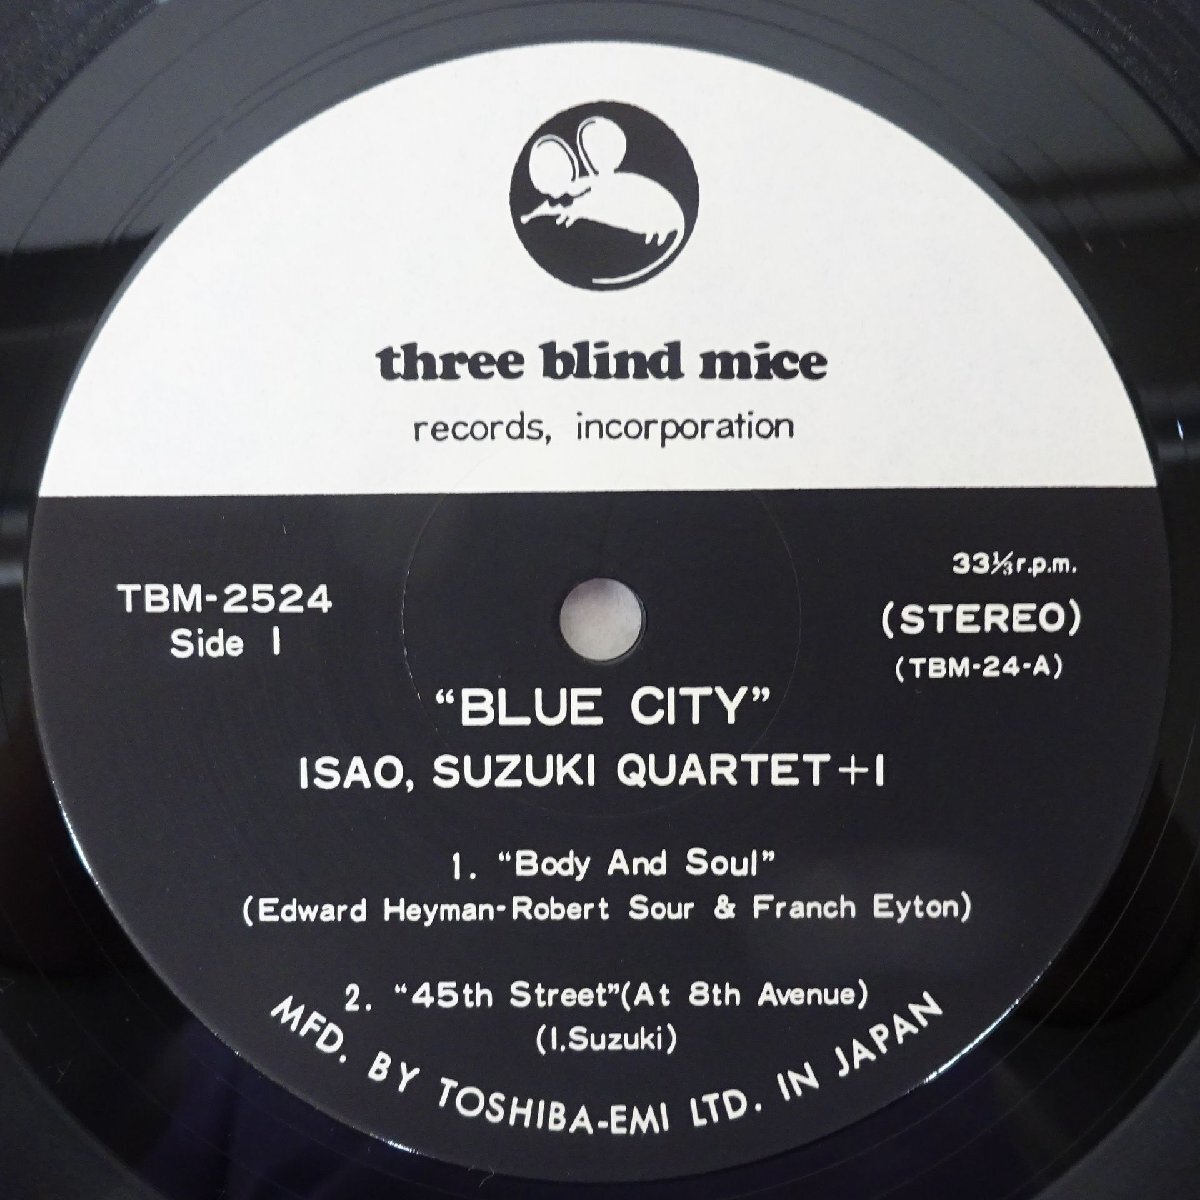 three blind mice
records, incorporation
33⅓ r.p.m.
TBM-2524
(STEREO)
Side 1
(TBM-24-A)
“BLUE CITY”
ISAO, SUZUKI QUARTET+1
1. “Body And Soul”
(Edward Heyman-Robert Sour & Franch Eyton)
2. “45th Street”(At 8th Avenue)
(I.Suzuki)
MFD. BY TOSHIBA-EMI LTD. IN JAPAN